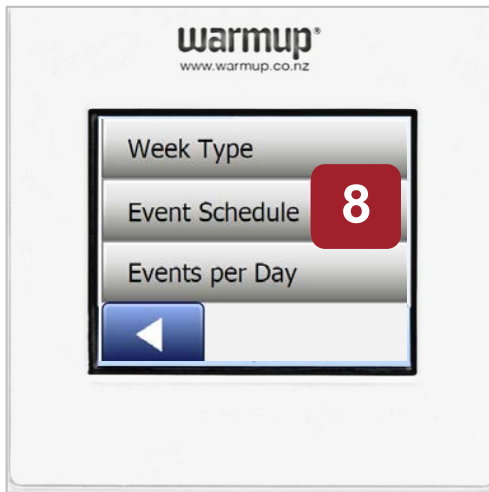 warmup®
www.warmup.co.nz
Week Type
Event Schedule
8
Events per Day